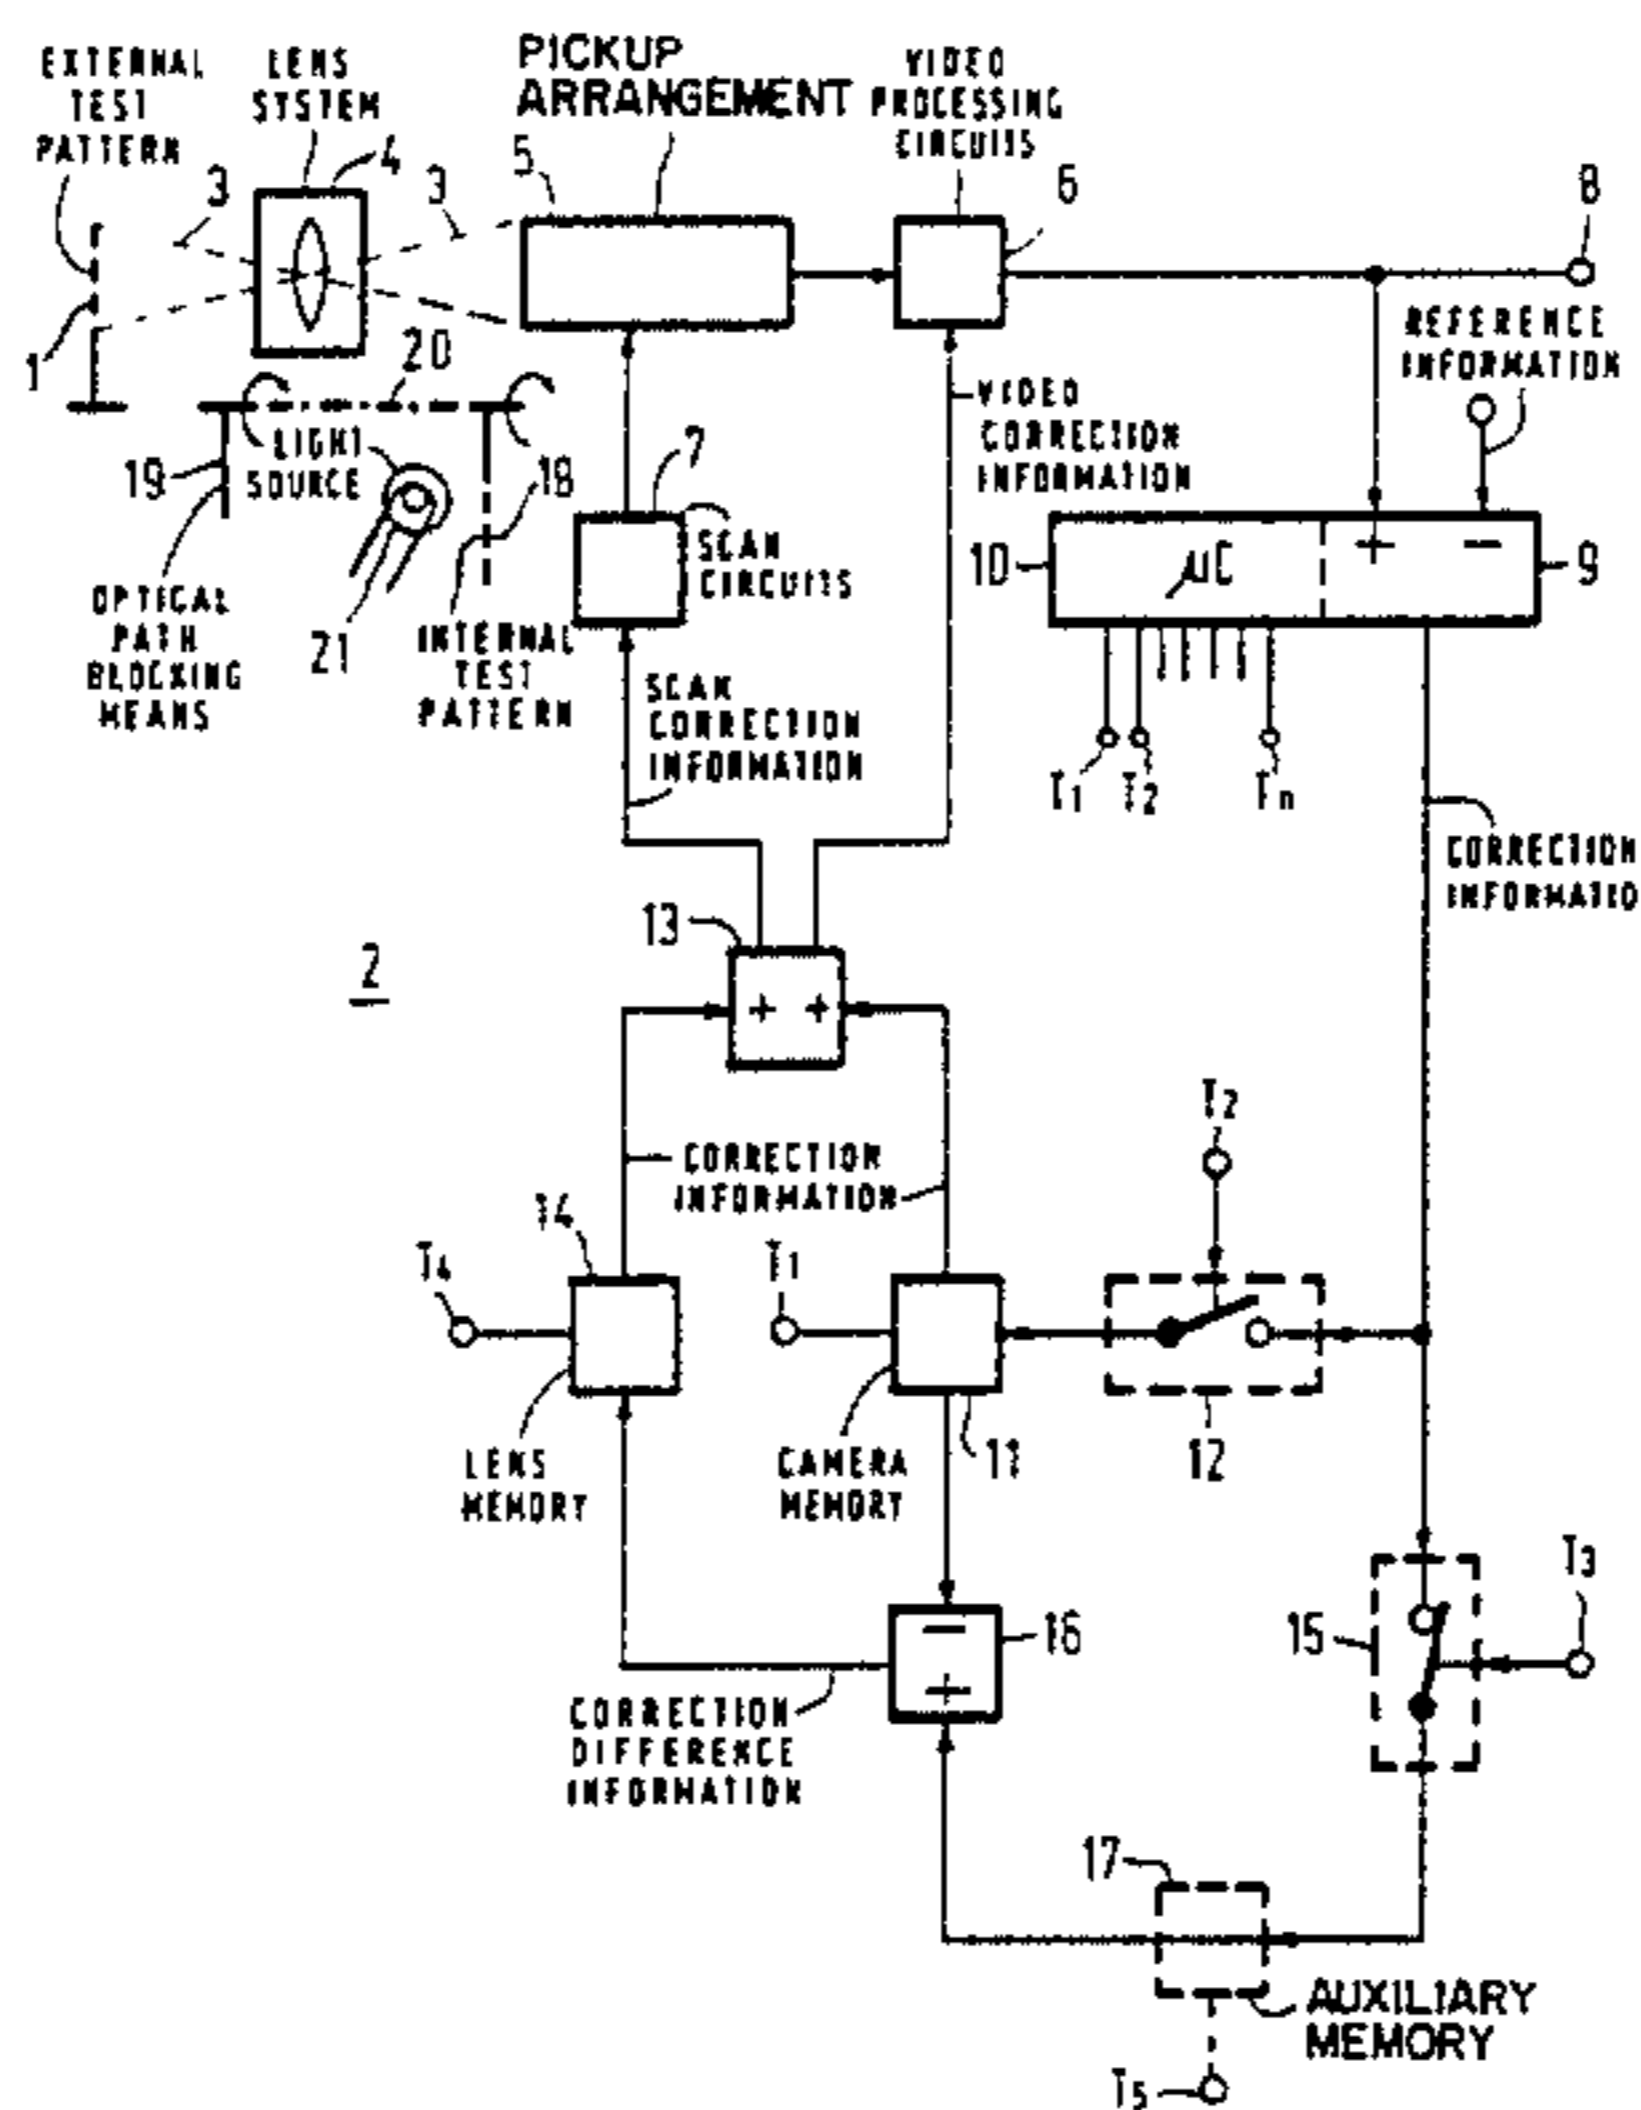 EXTERNAL
TEST
PATTERN
LENS
SYSTEM
PICKUP
ARRANGEMENT
VIDEO
PROCESSING
CIRCUITS
3
4
3
5
6
8
1
20
REFERENCE
INFORMATION
VIDEO
CORRECTION
INFORMATION
LIGHT
SOURCE
19
18
7
SCAN
CIRCUITS
10
µC
+
−
9
OPTICAL
PATH
BLOCKING
MEANS
21
INTERNAL
TEST
PATTERN
SCAN
CORRECTION
INFORMATION
T1
T2
Tn
CORRECTION
INFORMATIO
13
2
+ +
T2
CORRECTION
INFORMATION
14
T4
T1
LENS
MEMORY
CAMERA
MEMORY
11
12
T3
15
−
+
16
CORRECTION
DIFFERENCE
INFORMATION
17
AUXILIARY
MEMORY
T5